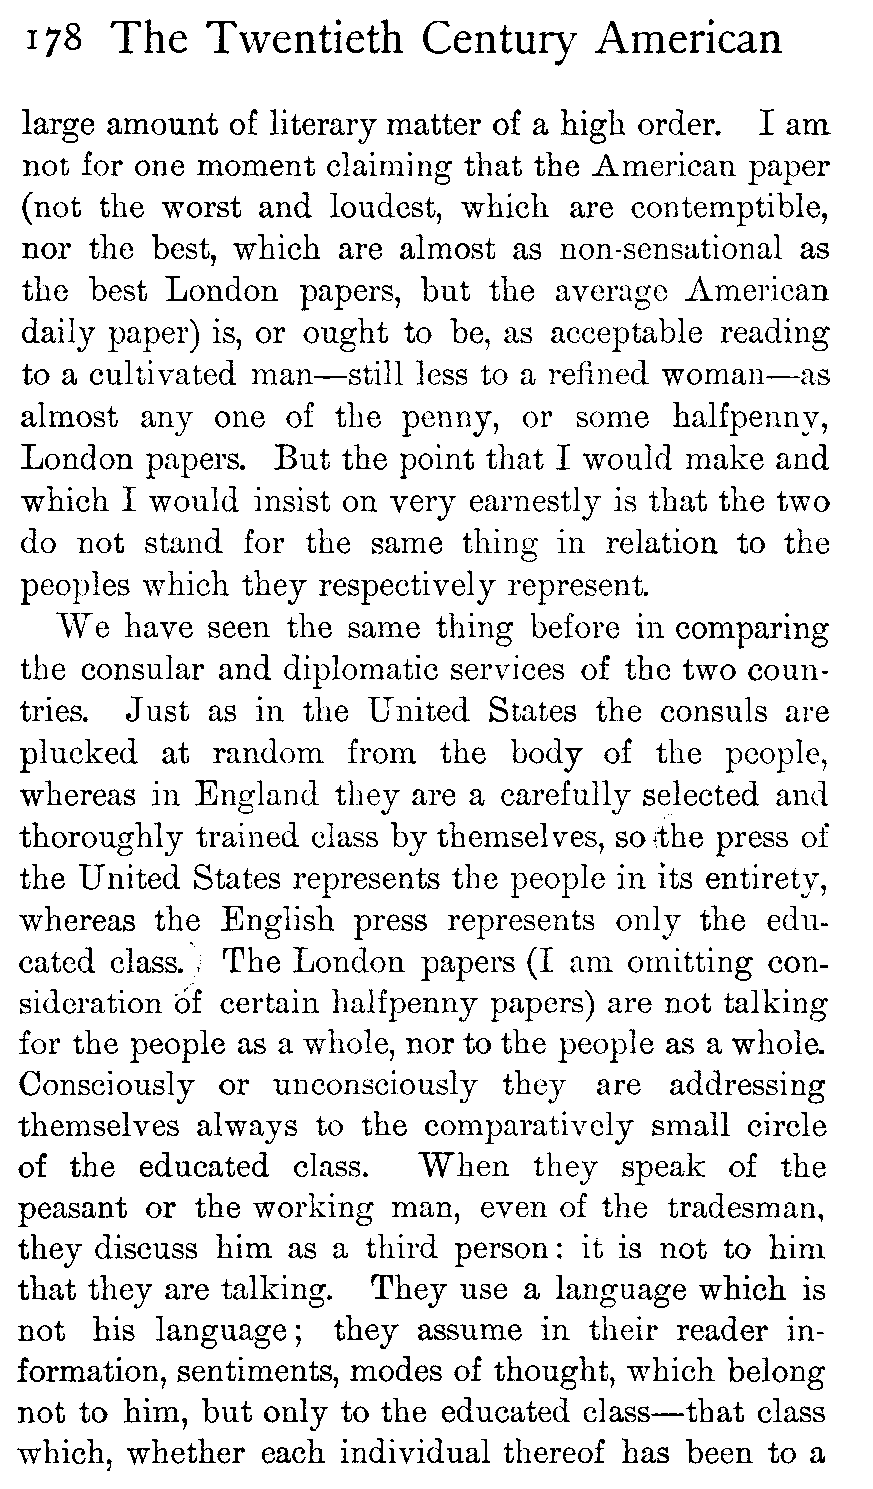 178 The Twentieth Century American
large amount of literary matter of a high order. I am
not for one moment claiming that the American paper
(not the worst and loudest, which are contemptible,
nor the best, which are almost as non-sensational as
the best London papers, but the average American
daily paper) is, or ought to be, as acceptable reading
to a cultivated man—still less to a refined woman—as
almost any one of the penny, or some halfpenny,
London papers. But the point that I would make and
which I would insist on very earnestly is that the two
do not stand for the same thing in relation to the
peoples which they respectively represent.
We have seen the same thing before in comparing
the consular and diplomatic services of the two coun-
tries. Just as in the United States the consuls are
plucked at random from the body of the people,
whereas in England they are a carefully selected and
thoroughly trained class by themselves, so the press of
the United States represents the people in its entirety,
whereas the English press represents only the edu-
cated class. The London papers (I am omitting con-
sideration of certain halfpenny papers) are not talking
for the people as a whole, nor to the people as a whole.
Consciously or unconsciously they are addressing
themselves always to the comparatively small circle
of the educated class. When they speak of the
peasant or the working man, even of the tradesman,
they discuss him as a third person: it is not to him
that they are talking. They use a language which is
not his language; they assume in their reader in-
formation, sentiments, modes of thought, which belong
not to him, but only to the educated class—that class
which, whether each individual thereof has been to a